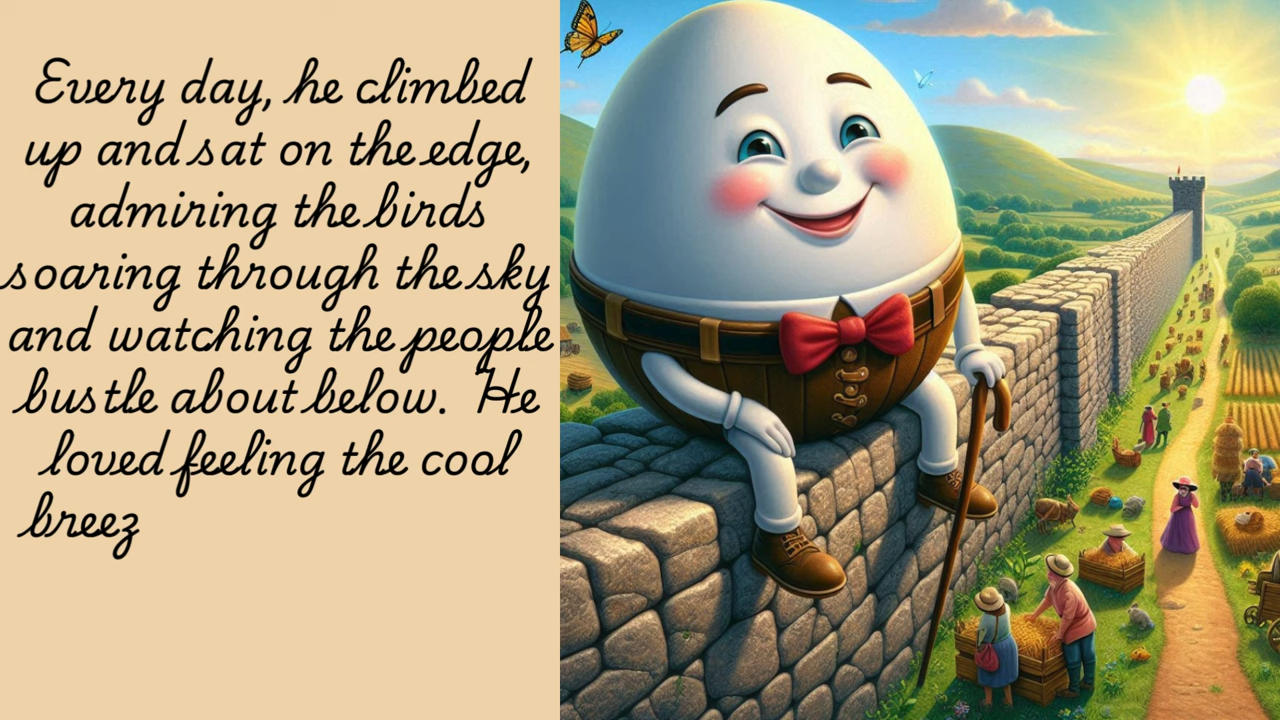 Every day, he climbed
up and sat on the edge,
admiring the birds
soaring through the sky
and watching the people
bustle about below. He
loved feeling the cool
breez